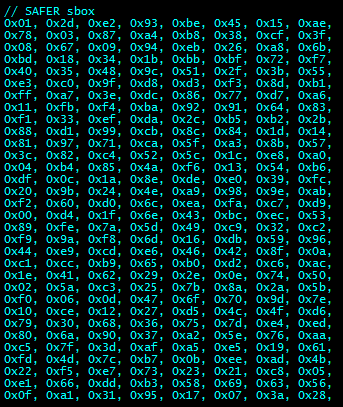 // SAFER sbox
0x01, 0x2d, 0xe2, 0x93, 0xbe, 0x45, 0x15, 0xae,
0x78, 0x03, 0x87, 0xa4, 0xb8, 0x38, 0xcf, 0x3f,
0x08, 0x67, 0x09, 0x94, 0xeb, 0x26, 0xa8, 0x6b,
0xbd, 0x18, 0x34, 0x1b, 0xbb, 0xbf, 0x72, 0xf7,
0x40, 0x35, 0x48, 0x9c, 0x51, 0x2f, 0x3b, 0x55,
0xe3, 0xc0, 0x9f, 0xd8, 0xd3, 0xf3, 0x8d, 0xb1,
0xff, 0xa7, 0x3e, 0xdc, 0x86, 0x77, 0xd7, 0xa6,
0x11, 0xfb, 0xf4, 0xba, 0x92, 0x91, 0x64, 0x83,
0xf1, 0x33, 0xef, 0xda, 0x2c, 0xb5, 0xb2, 0x2b,
0x88, 0xd1, 0x99, 0xcb, 0x8c, 0x84, 0x1d, 0x14,
0x81, 0x97, 0x71, 0xca, 0x5f, 0xa3, 0x8b, 0x57,
0x3c, 0x82, 0xc4, 0x52, 0x5c, 0x1c, 0xe8, 0xa0,
0x04, 0xb4, 0x85, 0x4a, 0xf6, 0x13, 0x54, 0xb6,
0xdf, 0x0c, 0x1a, 0x8e, 0xde, 0xe0, 0x39, 0xfc,
0x20, 0x9b, 0x24, 0x4e, 0xa9, 0x98, 0x9e, 0xab,
0xf2, 0x60, 0xd0, 0x6c, 0xea, 0xfa, 0xc7, 0xd9,
0x00, 0xd4, 0x1f, 0x6e, 0x43, 0xbc, 0xec, 0x53,
0x89, 0xfe, 0x7a, 0x5d, 0x49, 0xc9, 0x32, 0xc2,
0xf9, 0x9a, 0xf8, 0x6d, 0x16, 0xdb, 0x59, 0x96,
0x44, 0xe9, 0xcd, 0xe6, 0x46, 0x42, 0x8f, 0x0a,
0xc1, 0xcc, 0xb9, 0x65, 0xb0, 0xd2, 0xc6, 0xac,
0x1e, 0x41, 0x62, 0x29, 0x2e, 0x0e, 0x74, 0x50,
0x02, 0x5a, 0xc3, 0x25, 0x7b, 0x8a, 0x2a, 0x5b,
0xf0, 0x06, 0x0d, 0x47, 0x6f, 0x70, 0x9d, 0x7e,
0x10, 0xce, 0x12, 0x27, 0xd5, 0x4c, 0x4f, 0xd6,
0x79, 0x30, 0x68, 0x36, 0x75, 0x7d, 0xe4, 0xed,
0x80, 0x6a, 0x90, 0x37, 0xa2, 0x5e, 0x76, 0xaa,
0xc5, 0x7f, 0x3d, 0xaf, 0xa5, 0xe5, 0x19, 0x61,
0xfd, 0x4d, 0x7c, 0xb7, 0x0b, 0xee, 0xad, 0x4b,
0x22, 0xf5, 0xe7, 0x73, 0x23, 0x21, 0xc8, 0x05,
0xe1, 0x66, 0xdd, 0xb3, 0x58, 0x69, 0x63, 0x56,
0x0f, 0xa1, 0x31, 0x95, 0x17, 0x07, 0x3a, 0x28,